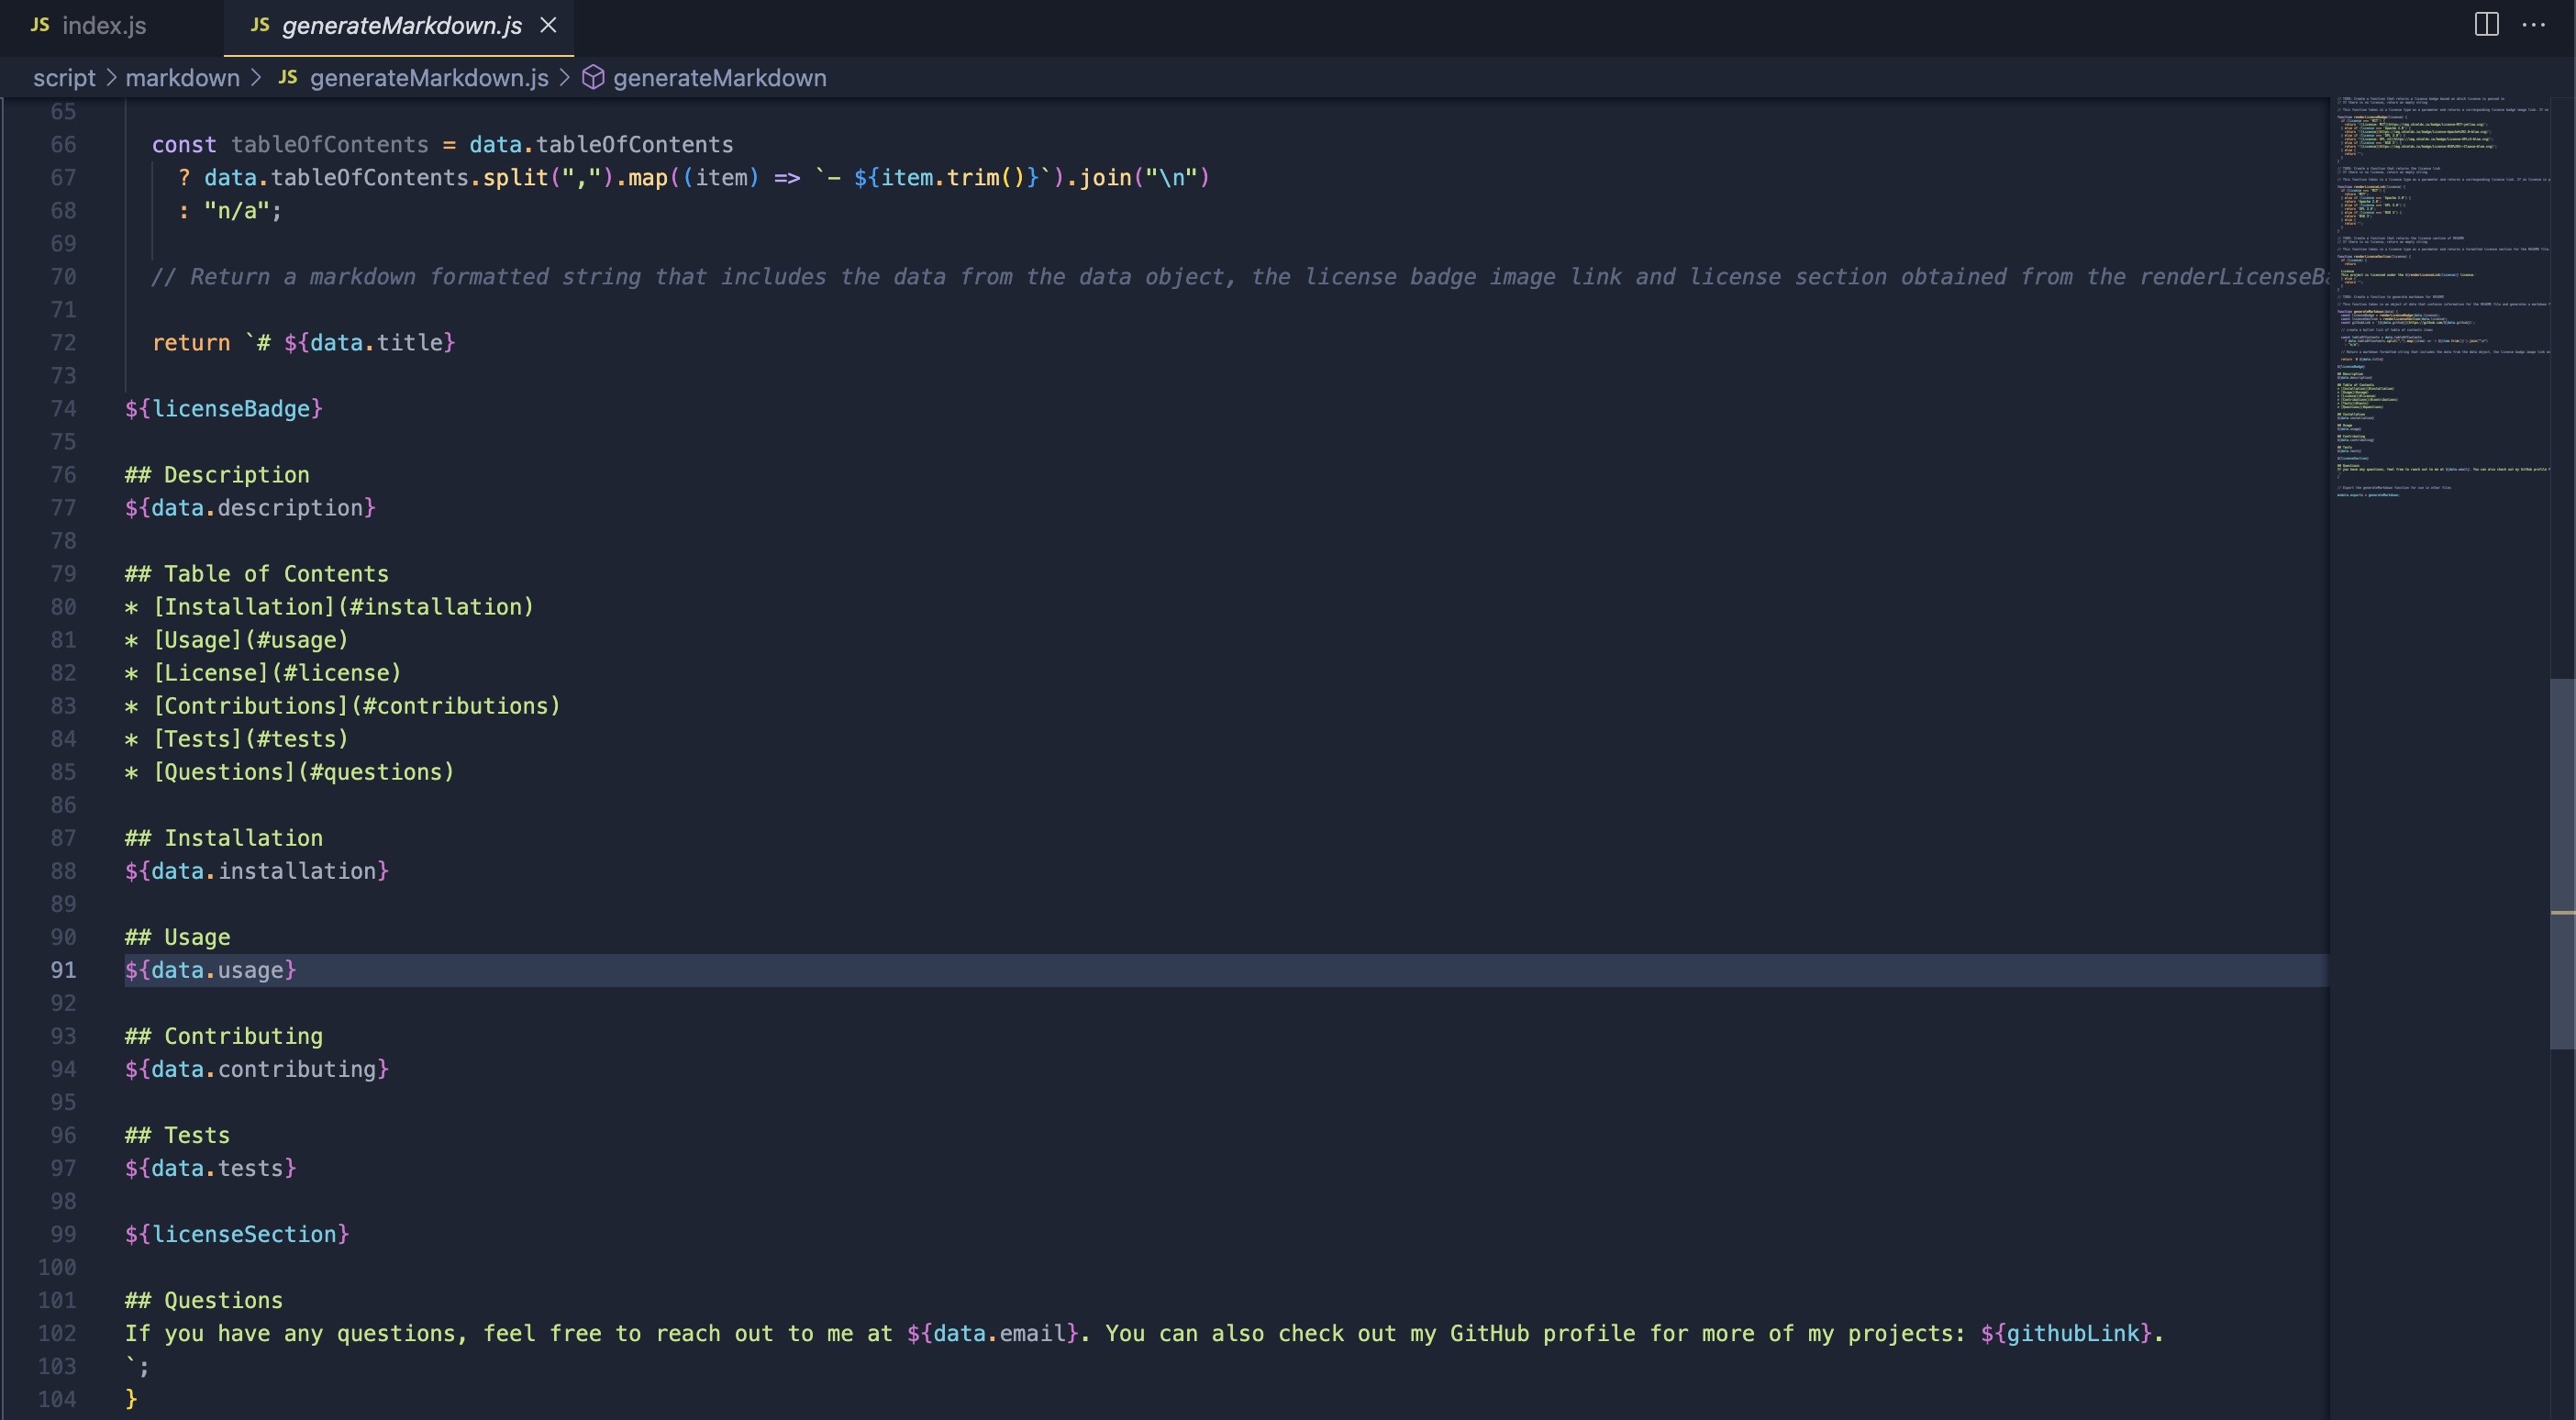 JS index.js
JS generateMarkdown.js
script > markdown > JS generateMarkdown.js > generateMarkdown
65
66 const tableOfContents = data.tableOfContents
67 ? data.tableOfContents.split(",").map((item) => `- ${item.trim()}`).join("\n")
68 : "n/a";
69
70 // Return a markdown formatted string that includes the data from the data object, the license badge image link and license section obtained from the renderLicenseBa
71
72 return `# ${data.title}
73
74 ${licenseBadge}
75
76 ## Description
77 ${data.description}
78
79 ## Table of Contents
80 * [Installation](#installation)
81 * [Usage](#usage)
82 * [License](#license)
83 * [Contributions](#contributions)
84 * [Tests](#tests)
85 * [Questions](#questions)
86
87 ## Installation
88 ${data.installation}
89
90 ## Usage
91 ${data.usage}
92
93 ## Contributing
94 ${data.contributing}
95
96 ## Tests
97 ${data.tests}
98
99 ${licenseSection}
100
101 ## Questions
102 If you have any questions, feel free to reach out to me at ${data.email}. You can also check out my GitHub profile for more of my projects: ${githubLink}.
103 `;
104 }